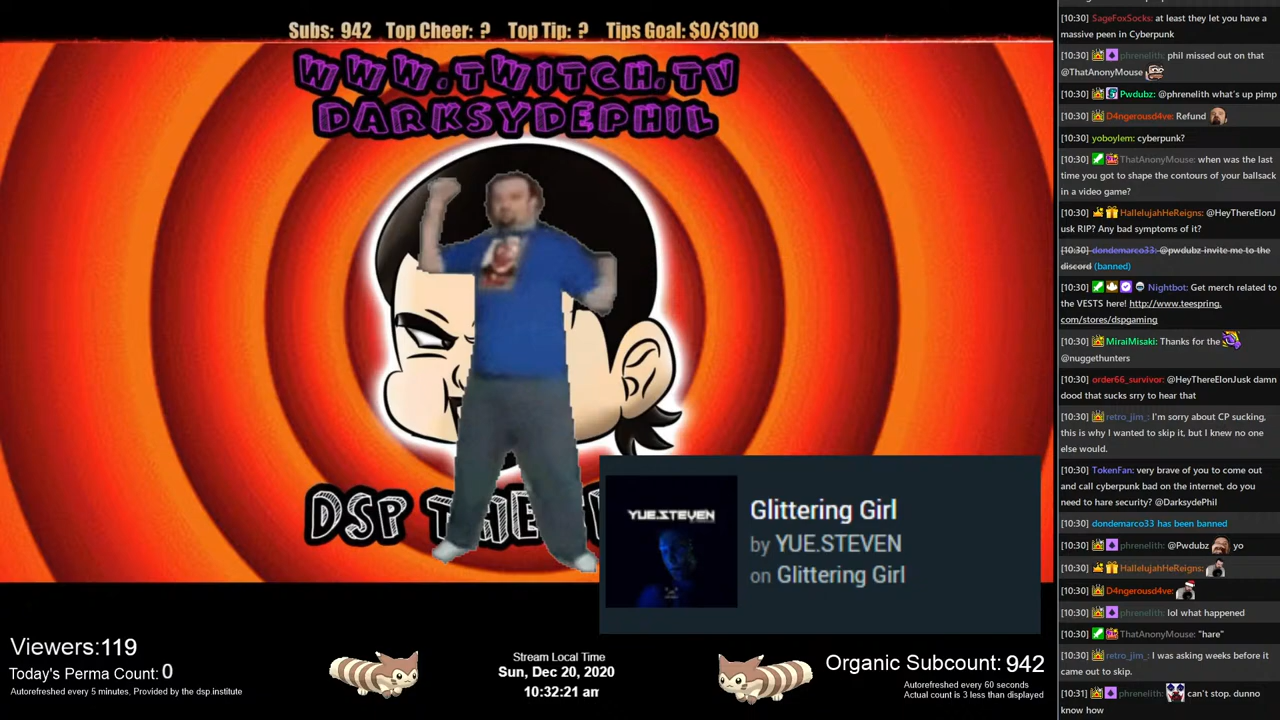 Subs: 942 Top Cheer: ? Top Tip: ? Tips Goal: $0/$100
WWW.TWITCH.TV
DARKSYDEPHIL
DSP
YUE.STEVEN
Glittering Girl
by YUE.STEVEN
on Glittering Girl
Viewers:119
Today's Perma Count: 0
Autorefreshed every 5 minutes, Provided by the dsp.institute
Stream Local Time
Sun, Dec 20, 2020
10:32:21 am
Organic Subcount: 942
Autorefreshed every 60 seconds
Actual count is 3 less than displayed
[10:30] SageFoxSocks: at least they let you have a
massive peen in Cyberpunk
[10:30] phrenelith: phil missed out on that
@ThatAnonyMouse
[10:30] Pwdubz: @phrenelith what's up pimp
[10:30] D4ngerousd4ve: Refund
[10:30] yoboylem: cyberpunk?
[10:30] ThatAnonyMouse: when was the last
time you got to shape the contours of your ballsack
in a video game?
[10:30] HallelujahHeReigns: @HeyThereElonJ
usk RIP? Any bad symptoms of it?
[10:30] dondemarco33: @pwdubz invite me to the
discord (banned)
[10:30] Nightbot: Get merch related to
the VESTS here! http://www.teespring.
com/stores/dspgaming
[10:30] MiraiMisaki: Thanks for the
@nuggethunters
[10:30] order66_survivor: @HeyThereElonJusk damn
dood that sucks srry to hear that
[10:30] retro_jim_: I'm sorry about CP sucking,
this is why I wanted to skip it, but I knew no one
else would.
[10:30] TokenFan: very brave of you to come out
and call cyberpunk bad on the internet, do you
need to hare security? @DarksydePhil
[10:30] dondemarco33 has been banned
[10:30] phrenelith: @Pwdubz yo
[10:30] HallelujahHeReigns:
[10:30] D4ngerousd4ve:
[10:30] phrenelith: lol what happened
[10:30] ThatAnonyMouse: "hare"
[10:30] retro_jim_: I was asking weeks before it
came out to skip.
[10:31] phrenelith: can't stop. dunno
know how